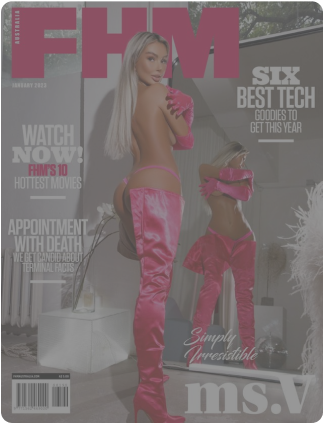 AUSTRALIA
FHM
JANUARY 2023
SIX
BEST TECH
GOODIES TO
GET THIS YEAR
WATCH
NOW!
FHM'S 10
HOTTEST MOVIES
APPOINTMENT
WITH DEATH
WE GET CANDID ABOUT
TERMINAL FACTS
Simply
Irresistible
ms.V